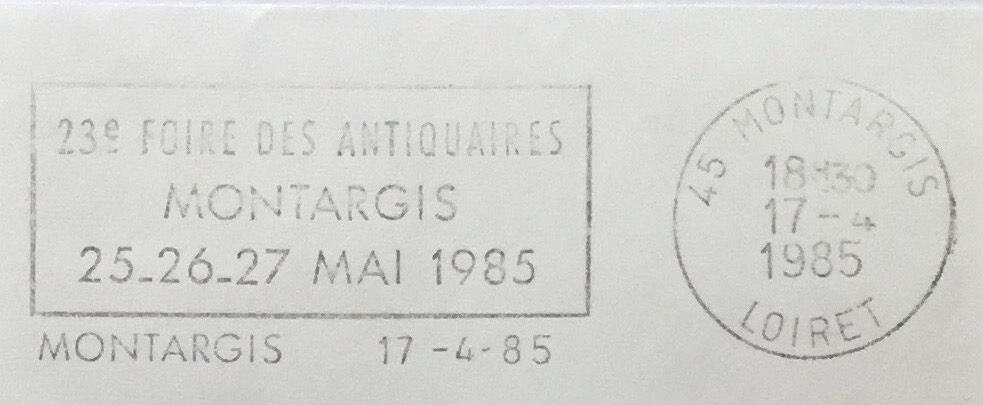 23e FOIRE DES ANTIQUAIRES
MONTARGIS
25-26-27 MAI 1985
MONTARGIS 17-4-85
45 MONTARGIS
18H30
17-4
1985
LOIRET